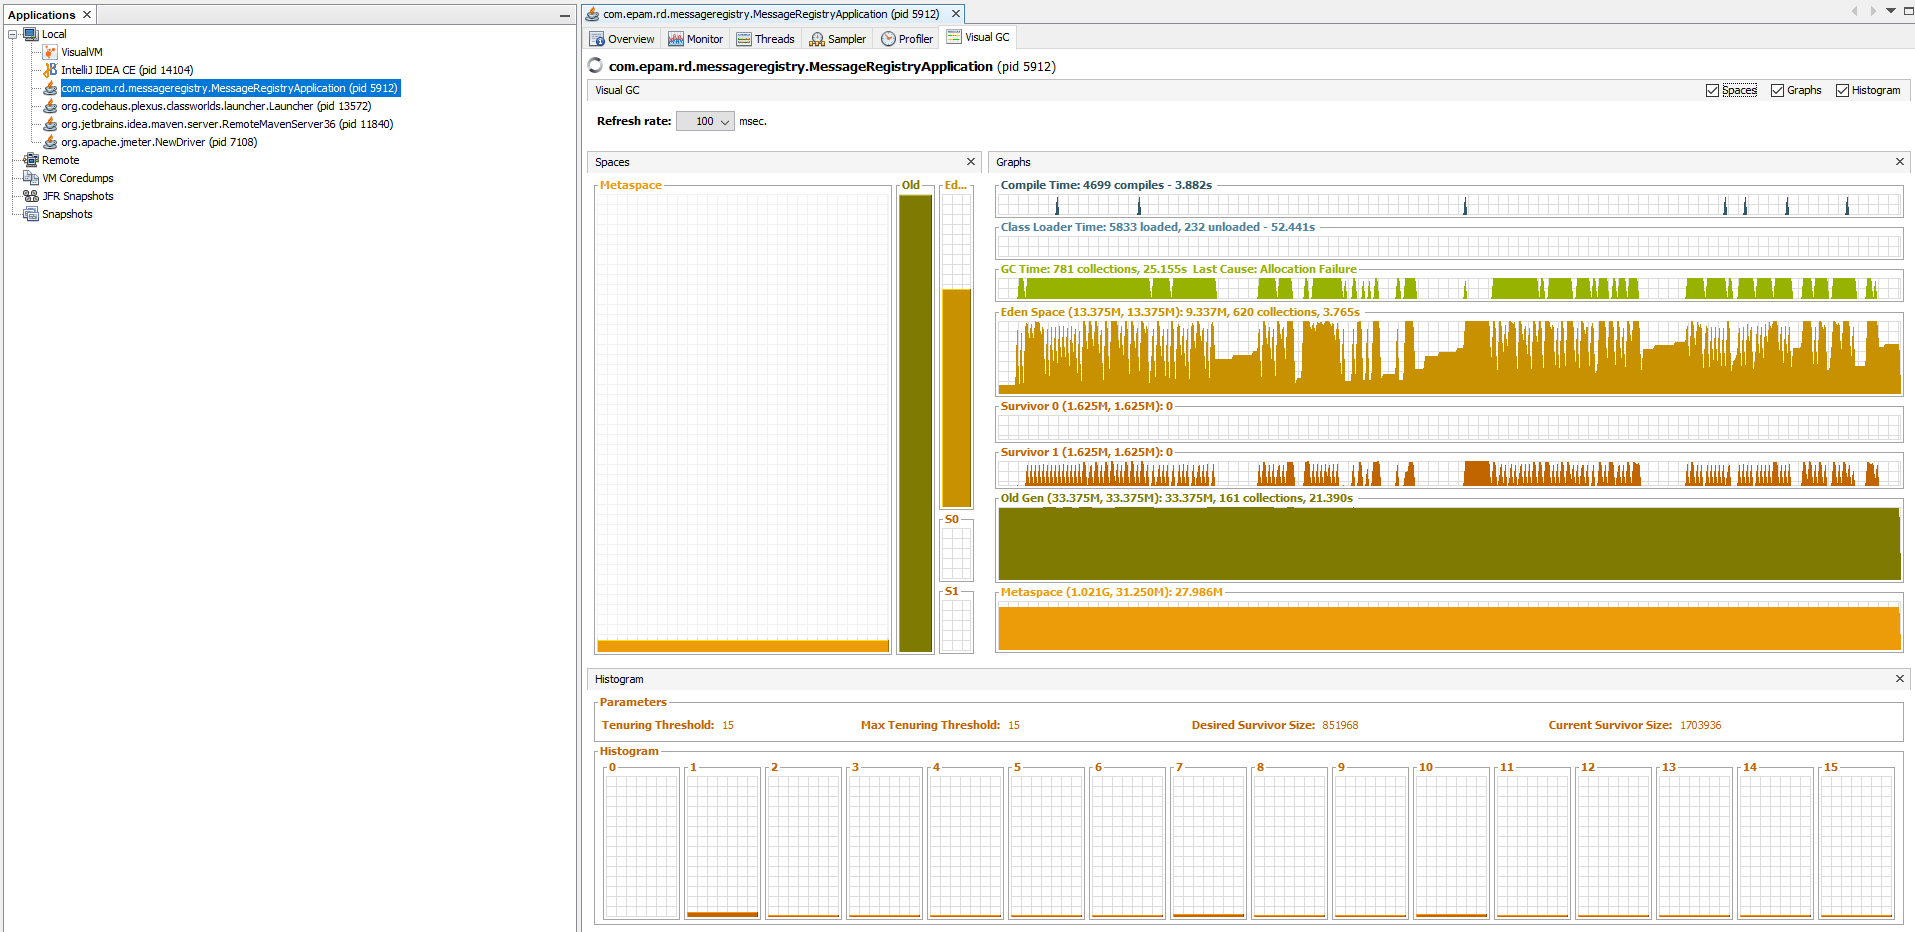 Applications
Local
VisualVM
IntelliJ IDEA CE (pid 14104)
com.epam.rd.messageregistry.MessageRegistryApplication (pid 5912)
org.codehaus.plexus.classworlds.launcher.Launcher (pid 13572)
org.jetbrains.idea.maven.server.RemoteMavenServer36 (pid 11840)
org.apache.jmeter.NewDriver (pid 7108)
Remote
VM Coredumps
JFR Snapshots
Snapshots
com.epam.rd.messageregistry.MessageRegistryApplication (pid 5912)
Overview Monitor Threads Sampler Profiler Visual GC
com.epam.rd.messageregistry.MessageRegistryApplication (pid 5912)
Visual GC Spaces Graphs Histogram
Refresh rate: 100 msec.
Spaces
Metaspace Old Ed...
S0
S1
Graphs
Compile Time: 4699 compiles - 3.882s
Class Loader Time: 5833 loaded, 232 unloaded - 52.441s
GC Time: 781 collections, 25.155s Last Cause: Allocation Failure
Eden Space (13.375M, 13.375M): 9.337M, 620 collections, 3.765s
Survivor 0 (1.625M, 1.625M): 0
Survivor 1 (1.625M, 1.625M): 0
Old Gen (33.375M, 33.375M): 33.375M, 161 collections, 21.390s
Metaspace (1.021G, 31.250M): 27.986M
Histogram
Parameters
Tenuring Threshold: 15 Max Tenuring Threshold: 15 Desired Survivor Size: 851968 Current Survivor Size: 1703936
Histogram
0 1 2 3 4 5 6 7 8 9 10 11 12 13 14 15